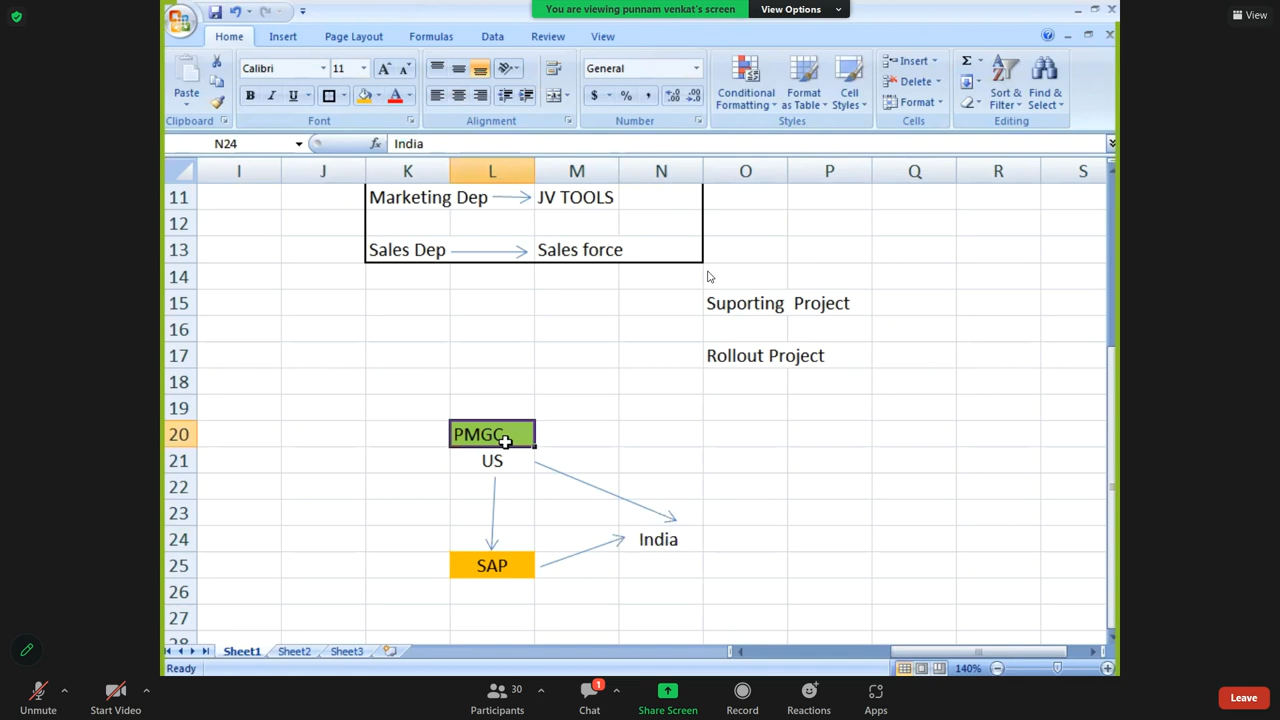 You are viewing punnam venkat's screen
View Options
View
Home Insert Page Layout Formulas Data Review View
Paste
Calibri 11
B I U
General
$ % ,
Conditional Formatting
Format as Table
Cell Styles
Insert
Delete
Format
Σ
Sort & Filter
Find & Select
Clipboard Font Alignment Number Styles Cells Editing
N24 fx India
I J K L M N O P Q R S
11 Marketing Dep JV TOOLS
12
13 Sales Dep Sales force
14
15 Suporting Project
16
17 Rollout Project
18
19
20 PMGC
21 US
22
23
24 India
25 SAP
26
27
28
Sheet1 Sheet2 Sheet3
Ready 140%
Unmute
Start Video
30
Participants
1
Chat
Share Screen
Record
Reactions
Apps
Leave